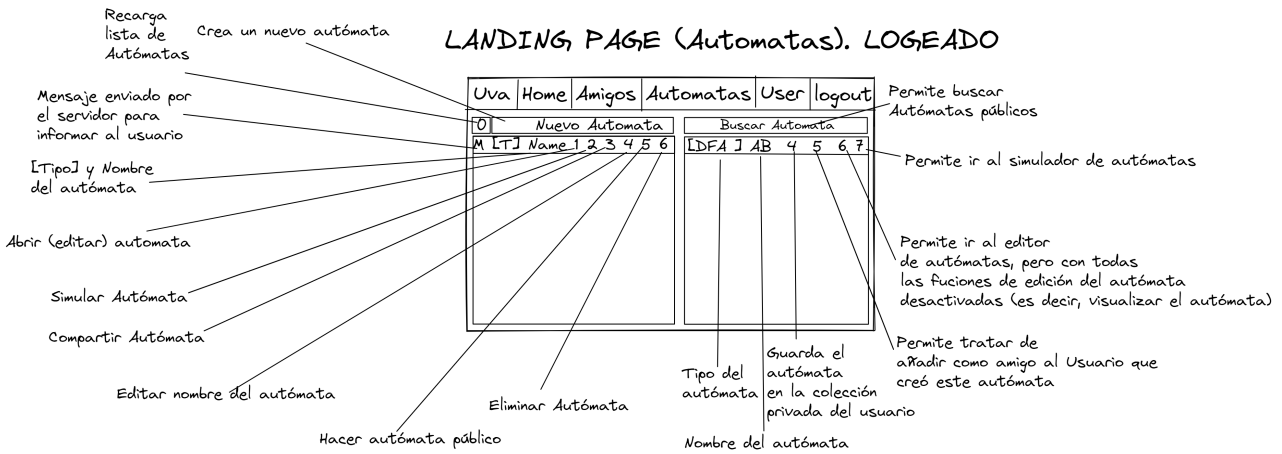 Recarga
lista de
Autómatas
Crea un nuevo autómata
LANDING PAGE (Automatas). LOGEADO
Mensaje enviado por
el servidor para
informar al usuario
[Tipo] y Nombre
del autómata
Abrir (editar) automata
Simular Autómata
Compartir Autómata
Editar nombre del autómata
Hacer autómata público
Eliminar Autómata
Uva Home Amigos Automatas User logout
O Nuevo Automata Buscar Automata
M [T] Name 1 2 3 4 5 6 [DFA ] AB 4 5 6 7
Permite buscar
Autómatas públicos
Permite ir al simulador de autómatas
Permite ir al editor
de autómatas, pero con todas
las fuciones de edición del autómata
desactivadas (es decir, visualizar el autómata)
Permite tratar de
añadir como amigo al Usuario que
creó este autómata
Guarda el
autómata
en la colección
privada del usuario
Tipo del
autómata
Nombre del autómata